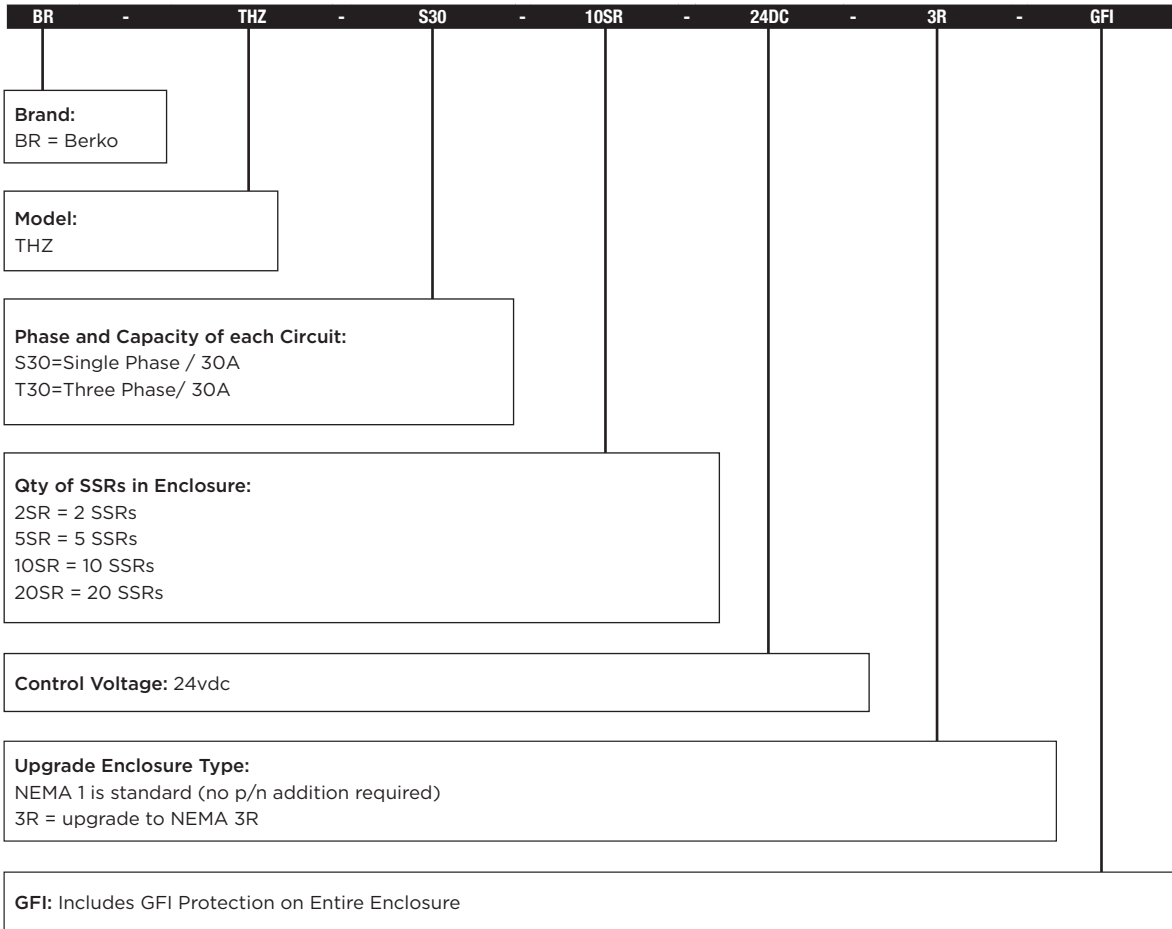 BR - THZ - S30 - 10SR - 24DC - 3R - GFI
Brand:
BR = Berko
Model:
THZ
Phase and Capacity of each Circuit:
S30=Single Phase / 30A
T30=Three Phase/ 30A
Qty of SSRs in Enclosure:
2SR = 2 SSRs
5SR = 5 SSRs
10SR = 10 SSRs
20SR = 20 SSRs
Control Voltage: 24vdc
Upgrade Enclosure Type:
NEMA 1 is standard (no p/n addition required)
3R = upgrade to NEMA 3R
GFI: Includes GFI Protection on Entire Enclosure